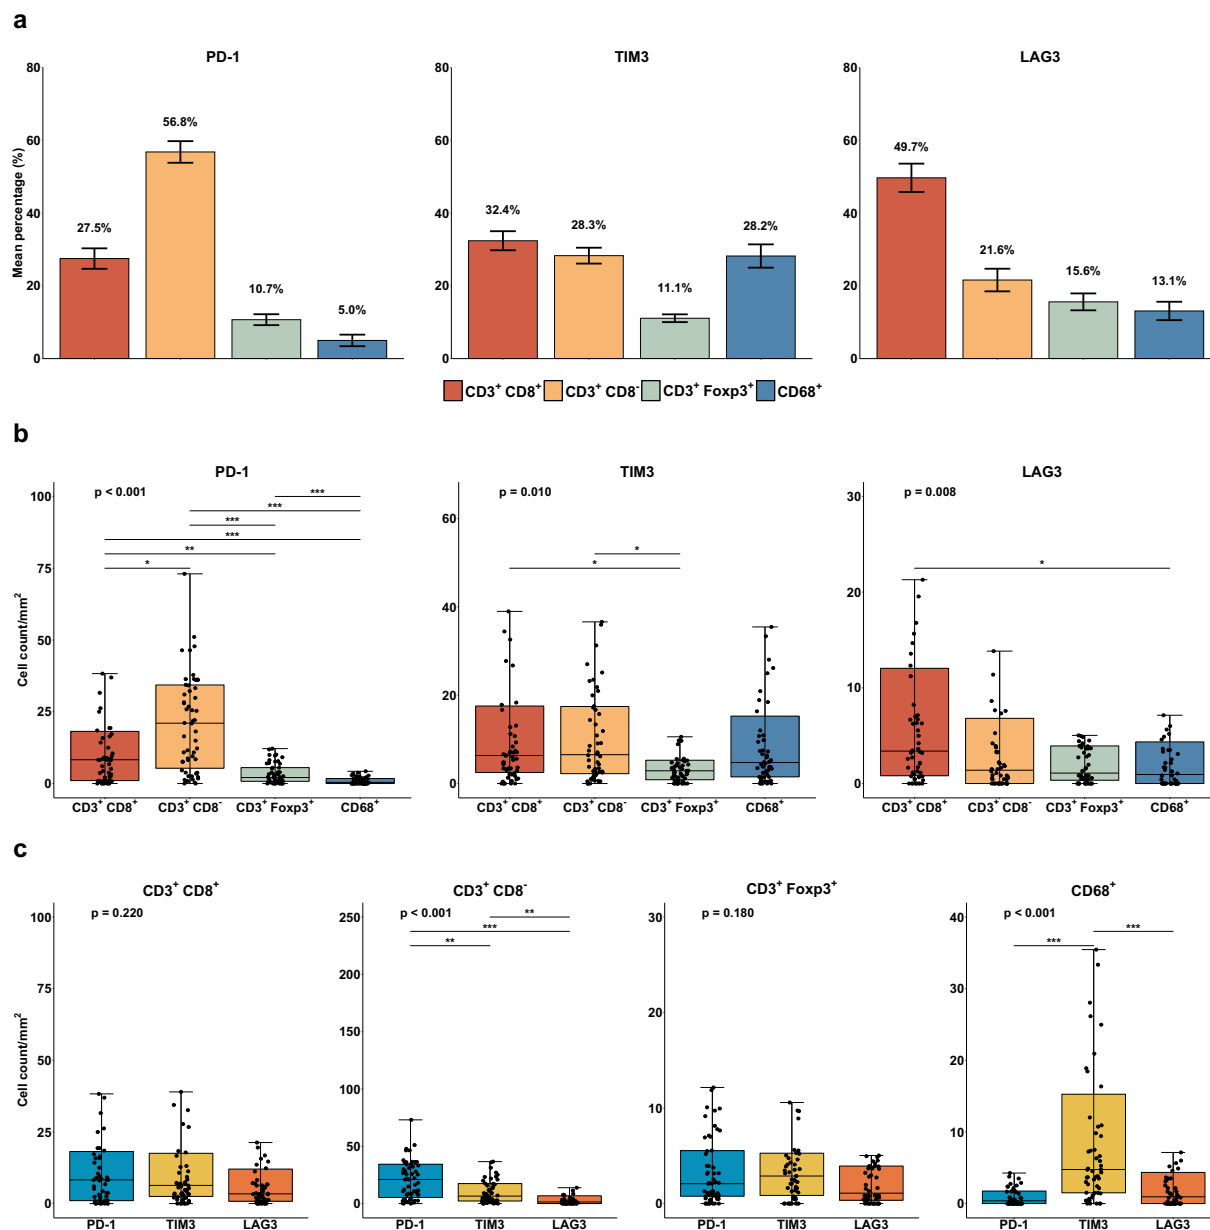 a
PD-1
TIM3
LAG3
Mean percentage (%)
80
60
40
20
0
27.5%
56.8%
10.7%
5.0%
80
60
40
20
0
32.4%
28.3%
11.1%
28.2%
80
60
40
20
0
49.7%
21.6%
15.6%
13.1%
CD3+ CD8+
CD3+ CD8-
CD3+ Foxp3+
CD68+
b
PD-1
TIM3
LAG3
Cell count/mm2
100
75
50
25
0
p < 0.001
***
***
***
***
**
*
CD3+ CD8+
CD3+ CD8-
CD3+ Foxp3+
CD68+
60
40
20
0
p = 0.010
*
*
CD3+ CD8+
CD3+ CD8-
CD3+ Foxp3+
CD68+
30
20
10
0
p = 0.008
*
CD3+ CD8+
CD3+ CD8-
CD3+ Foxp3+
CD68+
c
CD3+ CD8+
CD3+ CD8-
CD3+ Foxp3+
CD68+
Cell count/mm2
100
75
50
25
0
p = 0.220
PD-1
TIM3
LAG3
250
200
150
100
50
0
p < 0.001
**
***
**
PD-1
TIM3
LAG3
30
20
10
0
p = 0.180
PD-1
TIM3
LAG3
40
30
20
10
0
p < 0.001
***
***
PD-1
TIM3
LAG3